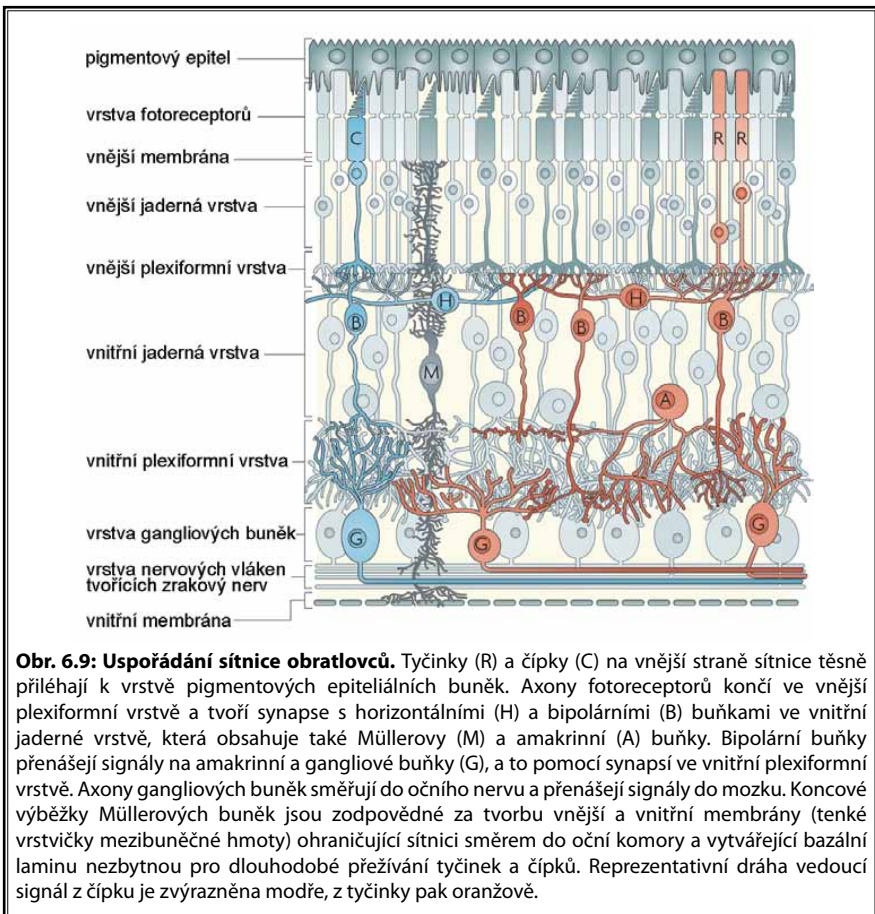 pigmentový epitel
vrstva fotoreceptorů
vnější membrána
vnější jaderná vrstva
vnější plexiformní vrstva
vnitřní jaderná vrstva
vnitřní plexiformní vrstva
vrstva gangliových buněk
vrstva nervových vláken
tvořících zrakový nerv
vnitřní membrána
C
R
R
H
H
B
B
B
B
M
A
G
G
G
Obr. 6.9: Uspořádání sítnice obratlovců. Tyčinky (R) a čípky (C) na vnější straně sítnice těsně
přiléhají k vrstvě pigmentových epiteliálních buněk. Axony fotoreceptorů končí ve vnější
plexiformní vrstvě a tvoří synapse s horizontálními (H) a bipolárními (B) buňkami ve vnitřní
jaderné vrstvě, která obsahuje také Müllerovy (M) a amakrinní (A) buňky. Bipolární buňky
přenášejí signály na amakrinní a gangliové buňky (G), a to pomocí synapsí ve vnitřní plexiformní
vrstvě. Axony gangliových buněk směřují do očního nervu a přenášejí signály do mozku. Koncové
výběžky Müllerových buněk jsou zodpovědné za tvorbu vnější a vnitřní membrány (tenké
vrstvičky mezibuněčné hmoty) ohraničující sítnici směrem do oční komory a vytvářející bazální
laminu nezbytnou pro dlouhodobé přežívání tyčinek a čípků. Reprezentativní dráha vedoucí
signál z čípku je zvýrazněna modře, z tyčinky pak oranžově.